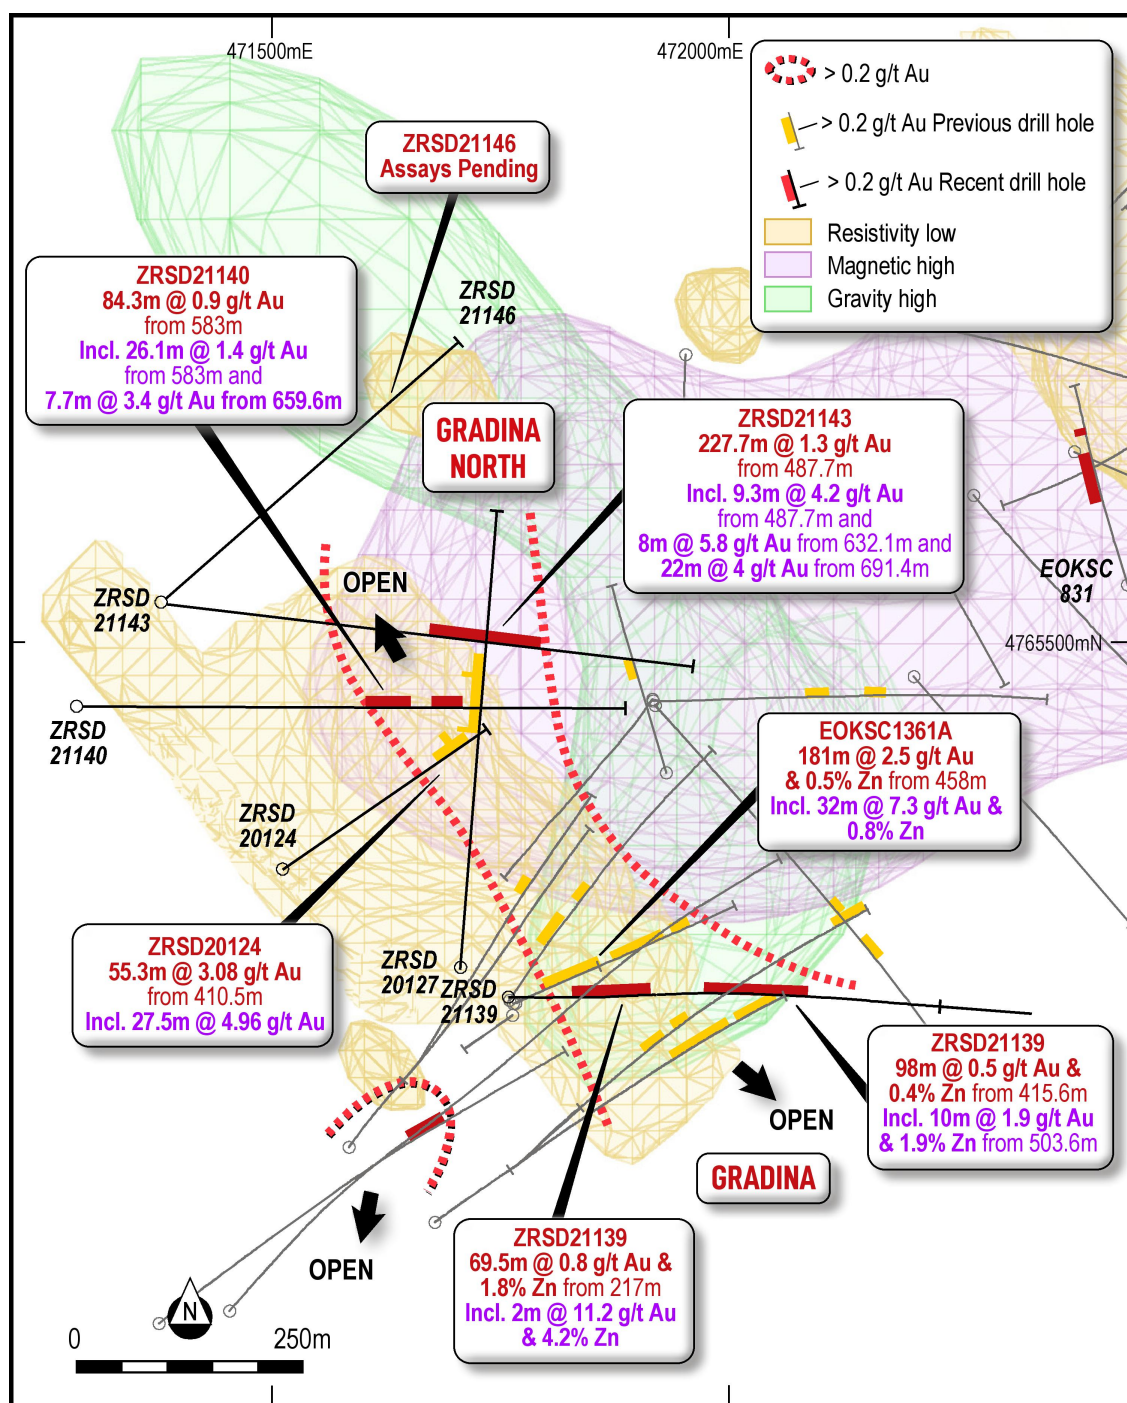 471500mE
472000mE
> 0.2 g/t Au
> 0.2 g/t Au Previous drill hole
> 0.2 g/t Au Recent drill hole
Resistivity low
Magnetic high
Gravity high
ZRSD21146
Assays Pending
ZRSD21140
84.3m @ 0.9 g/t Au
from 583m
Incl. 26.1m @ 1.4 g/t Au
from 583m and
7.7m @ 3.4 g/t Au from 659.6m
ZRSD
21146
GRADINA
NORTH
ZRSD21143
227.7m @ 1.3 g/t Au
from 487.7m
Incl. 9.3m @ 4.2 g/t Au
from 487.7m and
8m @ 5.8 g/t Au from 632.1m and
22m @ 4 g/t Au from 691.4m
OPEN
ZRSD
21143
EOKSC
831
4765500mN
ZRSD
21140
EOKSC1361A
181m @ 2.5 g/t Au
& 0.5% Zn from 458m
Incl. 32m @ 7.3 g/t Au &
0.8% Zn
ZRSD
20124
ZRSD20124
55.3m @ 3.08 g/t Au
from 410.5m
Incl. 27.5m @ 4.96 g/t Au
ZRSD
20127
ZRSD
21139
ZRSD21139
98m @ 0.5 g/t Au &
0.4% Zn from 415.6m
Incl. 10m @ 1.9 g/t Au
& 1.9% Zn from 503.6m
OPEN
GRADINA
ZRSD21139
69.5m @ 0.8 g/t Au &
1.8% Zn from 217m
Incl. 2m @ 11.2 g/t Au
& 4.2% Zn
OPEN
N
0
250m